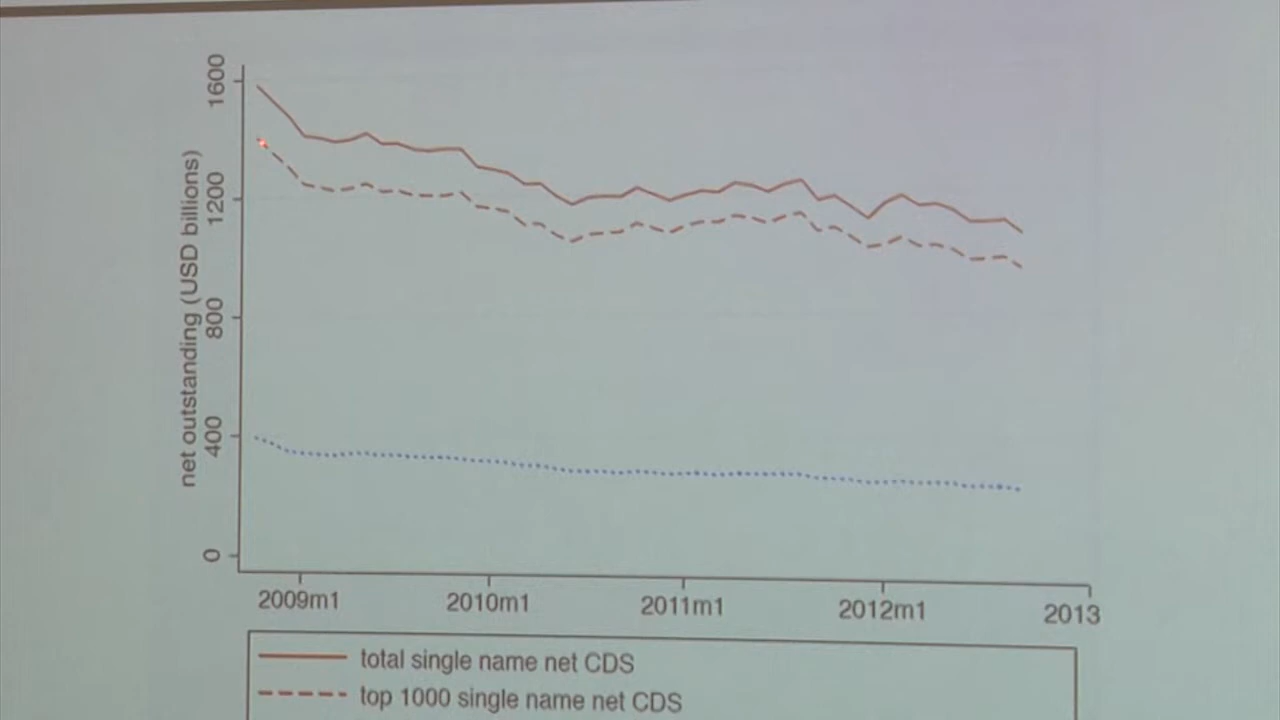 net outstanding (USD billions)
1600
1200
800
400
0
2009m1 2010m1 2011m1 2012m1 2013
total single name net CDS
top 1000 single name net CDS